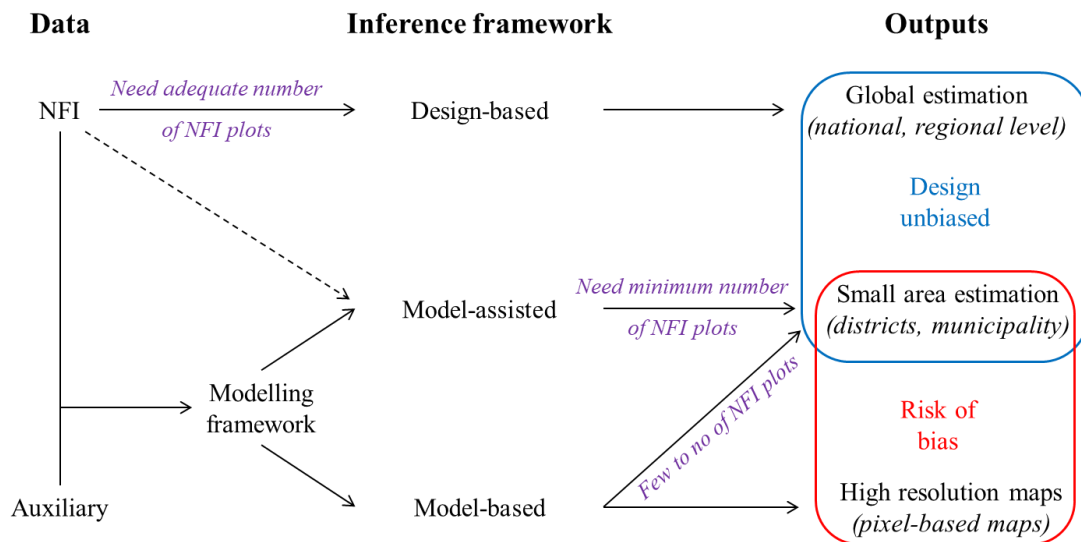 Data
Inference framework
Outputs
NFI
Need adequate number
of NFI plots
Design-based
Global estimation
(national, regional level)
Design
unbiased
Model-assisted
Need minimum number
of NFI plots
Small area estimation
(districts, municipality)
Modelling
framework
Few to no of NFI plots
Risk of
bias
Auxiliary
Model-based
High resolution maps
(pixel-based maps)